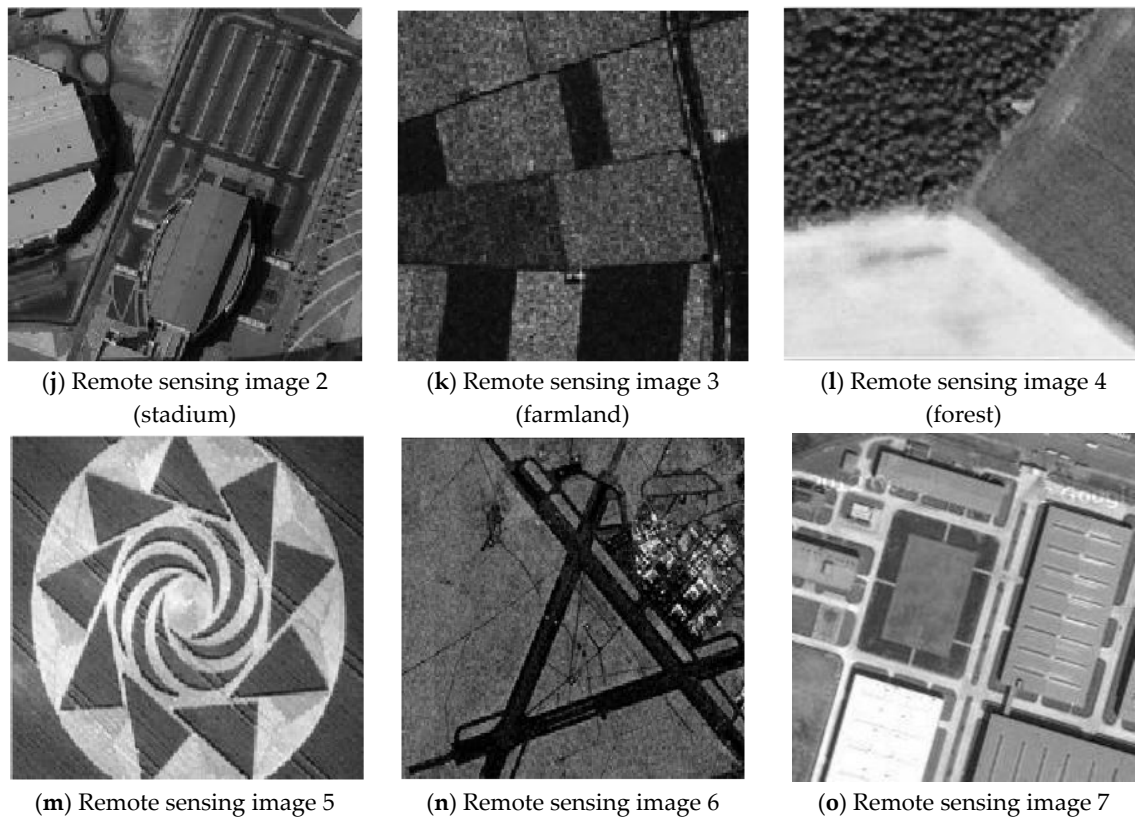 (j) Remote sensing image 2
(stadium)
(k) Remote sensing image 3
(farmland)
(l) Remote sensing image 4
(forest)
(m) Remote sensing image 5
(n) Remote sensing image 6
(o) Remote sensing image 7